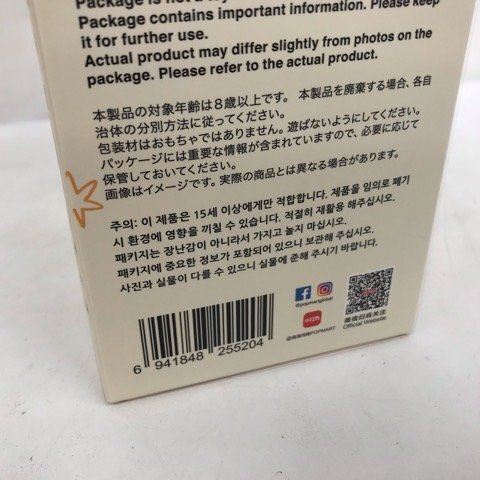 Package contains important information. Please keep
it for further use.
Actual product may differ slightly from photos on the
package. Please refer to the actual product.
本製品の対象年齢は8歳以上です。 本製品を廃棄する場合、各自
治体の分別方法に従ってください。
包装材はおもちゃではありません。遊ばないようにしてください。
パッケージには重要な情報が含まれていますので、必要に応じて
保管しておいてください。
画像はイメージです。実際の商品とは異なる場合があります。
주의: 이 제품은 15세 이상에게만 적합합니다. 제품을 임의로 폐기
시 환경에 영향을 끼칠 수 있습니다. 적절히 재활용 해주십시오.
패키지는 장난감이 아니라서 가지고 놀지 마십시오.
패키지에 중요한 정보가 포함되어 있으니 보관해 주십시오.
사진과 실물이 다를 수 있으니 실물에 준해 주시기 바랍니다.
@popmartglobal
POPMART
Official Website
6 941848 255204